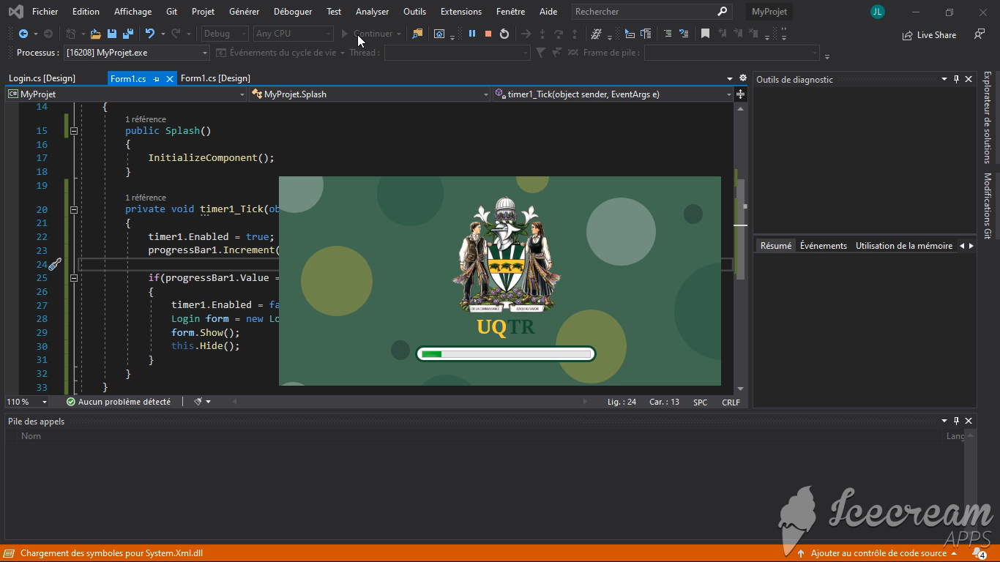 Fichier Edition Affichage Git Projet Générer Déboguer Test Analyser Outils Extensions Fenêtre Aide Rechercher MyProjet JL
Debug Any CPU Continuer Live Share
Processus : [16208] MyProjet.exe Événements du cycle de vie Thread : Frame de pile :
Login.cs [Design] Form1.cs Form1.cs [Design]
Outils de diagnostic
MyProjet MyProjet.Splash timer1_Tick(object sender, EventArgs e)
14 {
1 référence
15 public Splash()
16 {
17 InitializeComponent();
18 }
19
1 référence
20 private void timer1_Tick(ob
21 {
22 timer1.Enabled = true;
23 progressBar1.Increment(
24
25 if(progressBar1.Value =
26 {
27 timer1.Enabled = fa
28 Login form = new Lo
29 form.Show();
30 this.Hide();
31 }
32 }
33 }
DE LA CONNAISSANCE JUSQU'AU SAVOIR
UQTR
Résumé Événements Utilisation de la mémoire
Explorateur de solutions
Modifications Git
110 % Aucun problème détecté Lig. : 24 Car. : 13 SPC CRLF
Pile des appels
Nom Lang
Icecream
APPS
Chargement des symboles pour System.Xml.dll Ajouter au contrôle de code source 4